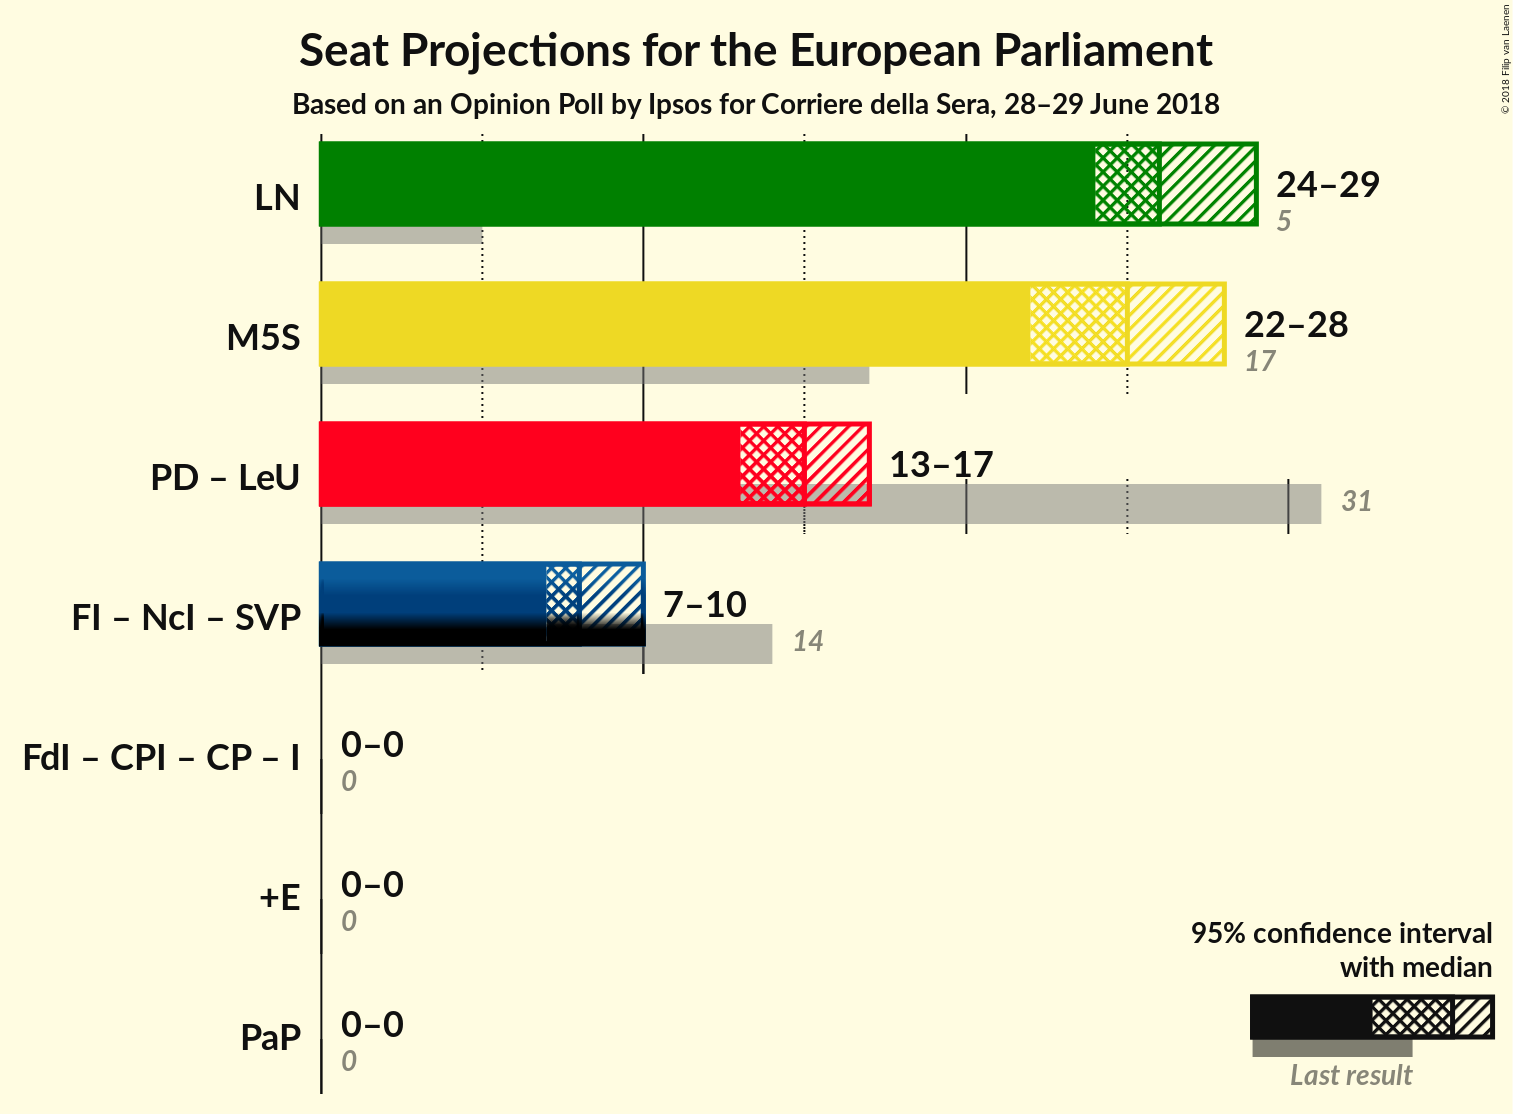 Seat Projections for the European Parliament
Based on an Opinion Poll by Ipsos for Corriere della Sera, 28–29 June 2018
© 2018 Filip van Laenen
LN
24–29
5
M5S
22–28
17
PD – LeU
13–17
31
FI – NcI – SVP
7–10
14
FdI – CPI – CP – I
0–0
0
+E
0–0
0
PaP
0–0
0
95% confidence interval
with median
Last result